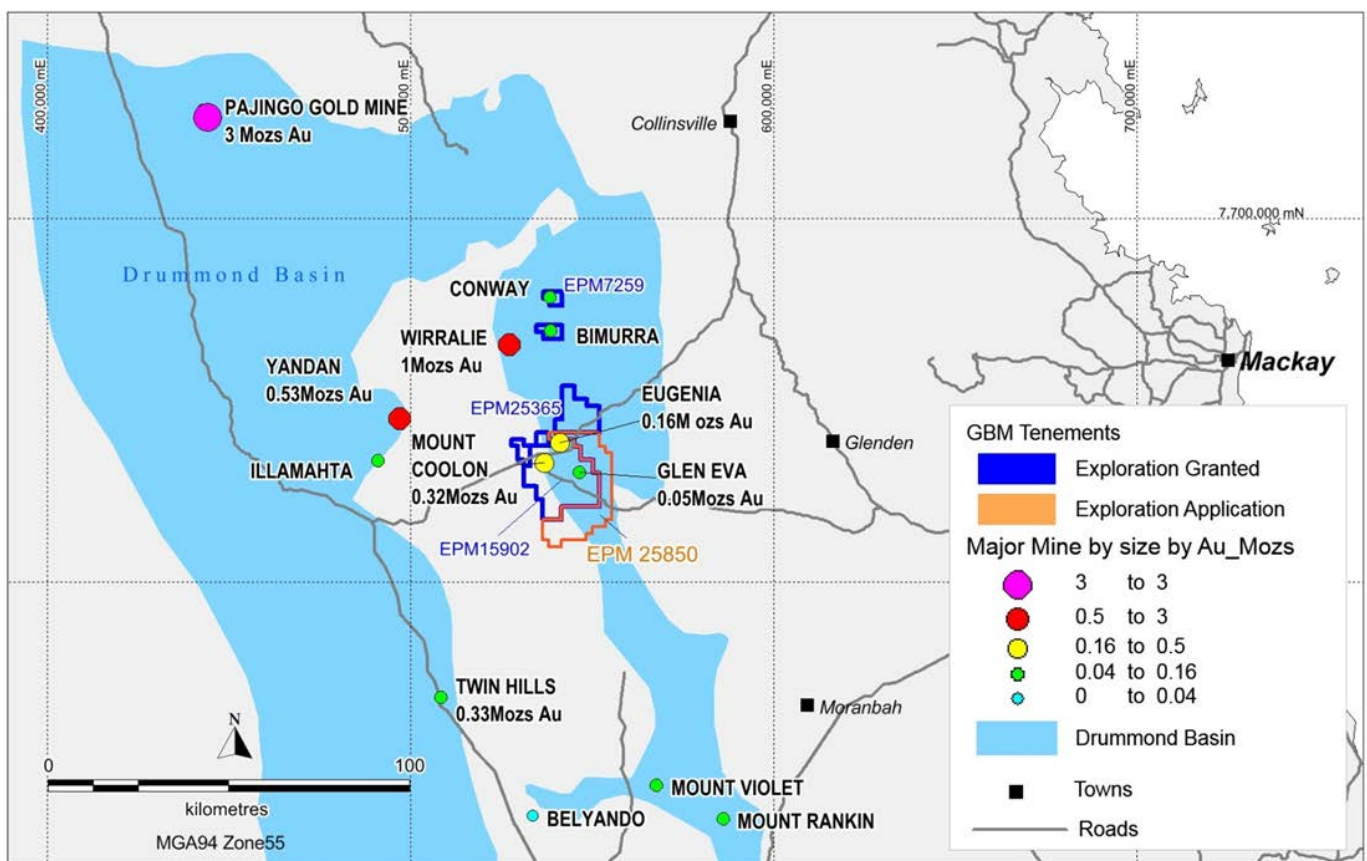 400,000 mE
50
600,000 mE
700,000 mE
PAJINGO GOLD MINE
3 Mozs Au
Collinsville
7,700,000 mN
Drummond Basin
CONWAY
EPM7259
WIRRALIE
1Mozs Au
BIMURRA
YANDAN
0.53Mozs Au
EPM25365
EUGENIA
0.16M ozs Au
Mackay
MOUNT
COOLON
0.32Mozs Au
ILLAMAHTA
GLEN EVA
0.05Mozs Au
Glenden
EPM15902
EPM 25850
TWIN HILLS
0.33Mozs Au
Moranbah
MOUNT VIOLET
BELYANDO
MOUNT RANKIN
N
0
100
kilometres
MGA94 Zone55
GBM Tenements
Exploration Granted
Exploration Application
Major Mine by size by Au_Mozs
3 to 3
0.5 to 3
0.16 to 0.5
0.04 to 0.16
0 to 0.04
Drummond Basin
Towns
Roads